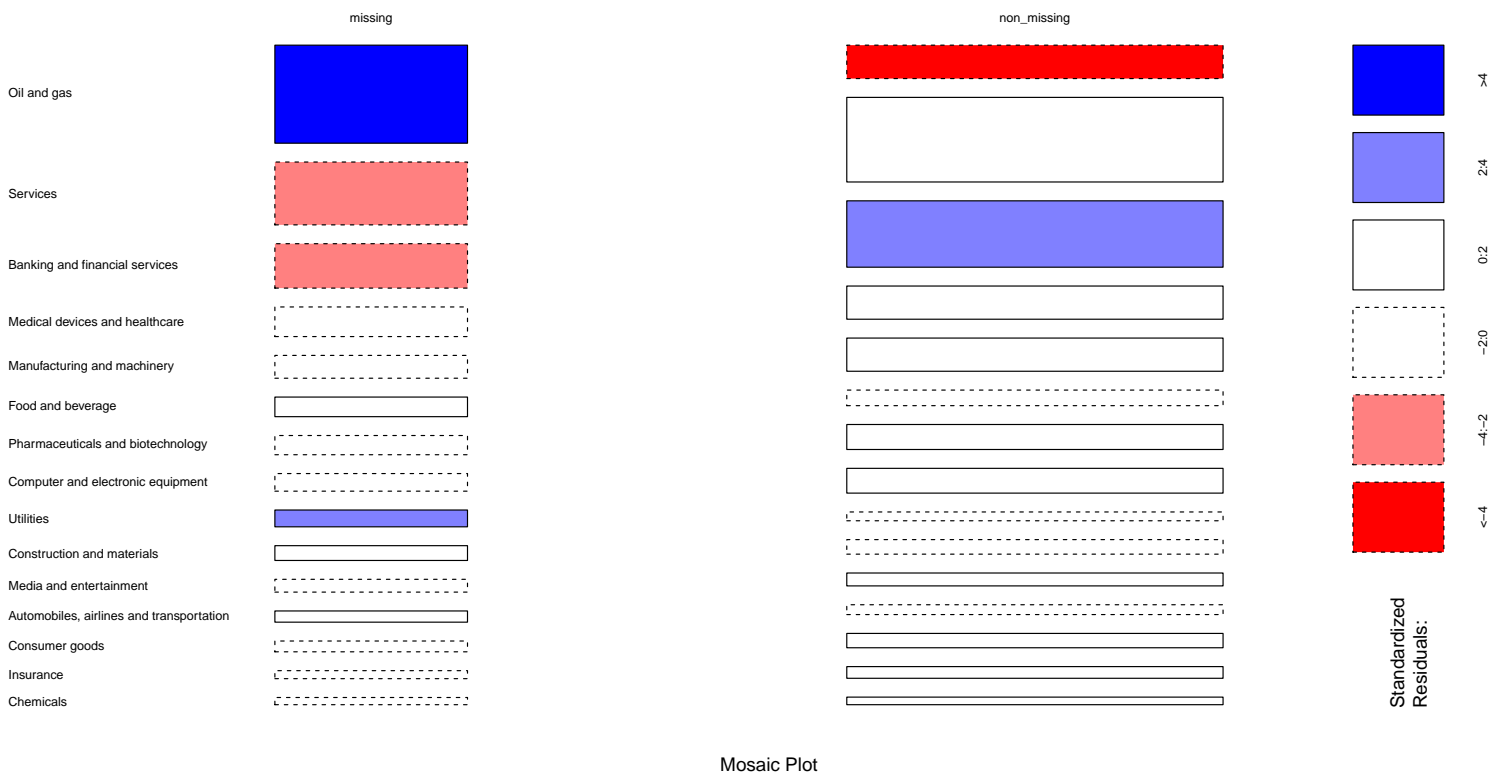 missing
non_missing
Oil and gas
Services
Banking and financial services
Medical devices and healthcare
Manufacturing and machinery
Food and beverage
Pharmaceuticals and biotechnology
Computer and electronic equipment
Utilities
Construction and materials
Media and entertainment
Automobiles, airlines and transportation
Consumer goods
Insurance
Chemicals
>4
2:4
0:2
−2:0
−4:−2
<−4
Standardized
Residuals:
Mosaic Plot